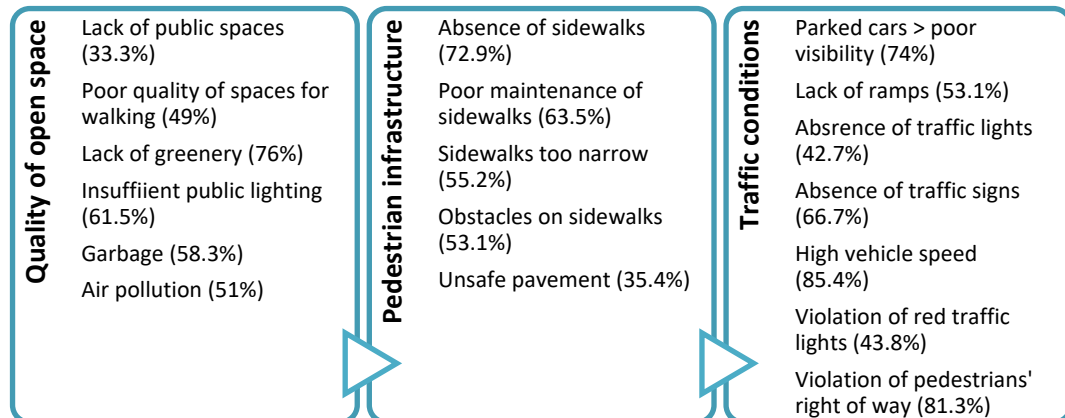 Quality of open space
Lack of public spaces
(33.3%)
Poor quality of spaces for
walking (49%)
Lack of greenery (76%)
Insuffiient public lighting
(61.5%)
Garbage (58.3%)
Air pollution (51%)
Pedestrian infrastructure
Absence of sidewalks
(72.9%)
Poor maintenance of
sidewalks (63.5%)
Sidewalks too narrow
(55.2%)
Obstacles on sidewalks
(53.1%)
Unsafe pavement (35.4%)
Traffic conditions
Parked cars > poor
visibility (74%)
Lack of ramps (53.1%)
Absrence of traffic lights
(42.7%)
Absence of traffic signs
(66.7%)
High vehicle speed
(85.4%)
Violation of red traffic
lights (43.8%)
Violation of pedestrians'
right of way (81.3%)